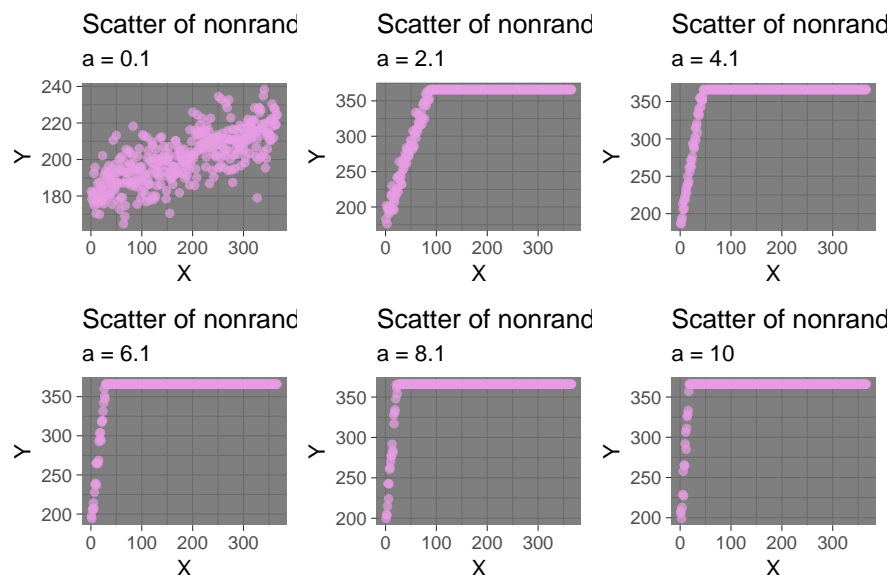 Scatter of nonrand
a = 0.1
240
220
200
180
Y
0 100 200 300
X
Scatter of nonrand
a = 2.1
350
300
250
200
Y
0 100 200 300
X
Scatter of nonrand
a = 4.1
350
300
250
200
Y
0 100 200 300
X
Scatter of nonrand
a = 6.1
350
300
250
200
Y
0 100 200 300
X
Scatter of nonrand
a = 8.1
350
300
250
200
Y
0 100 200 300
X
Scatter of nonrand
a = 10
350
300
250
200
Y
0 100 200 300
X